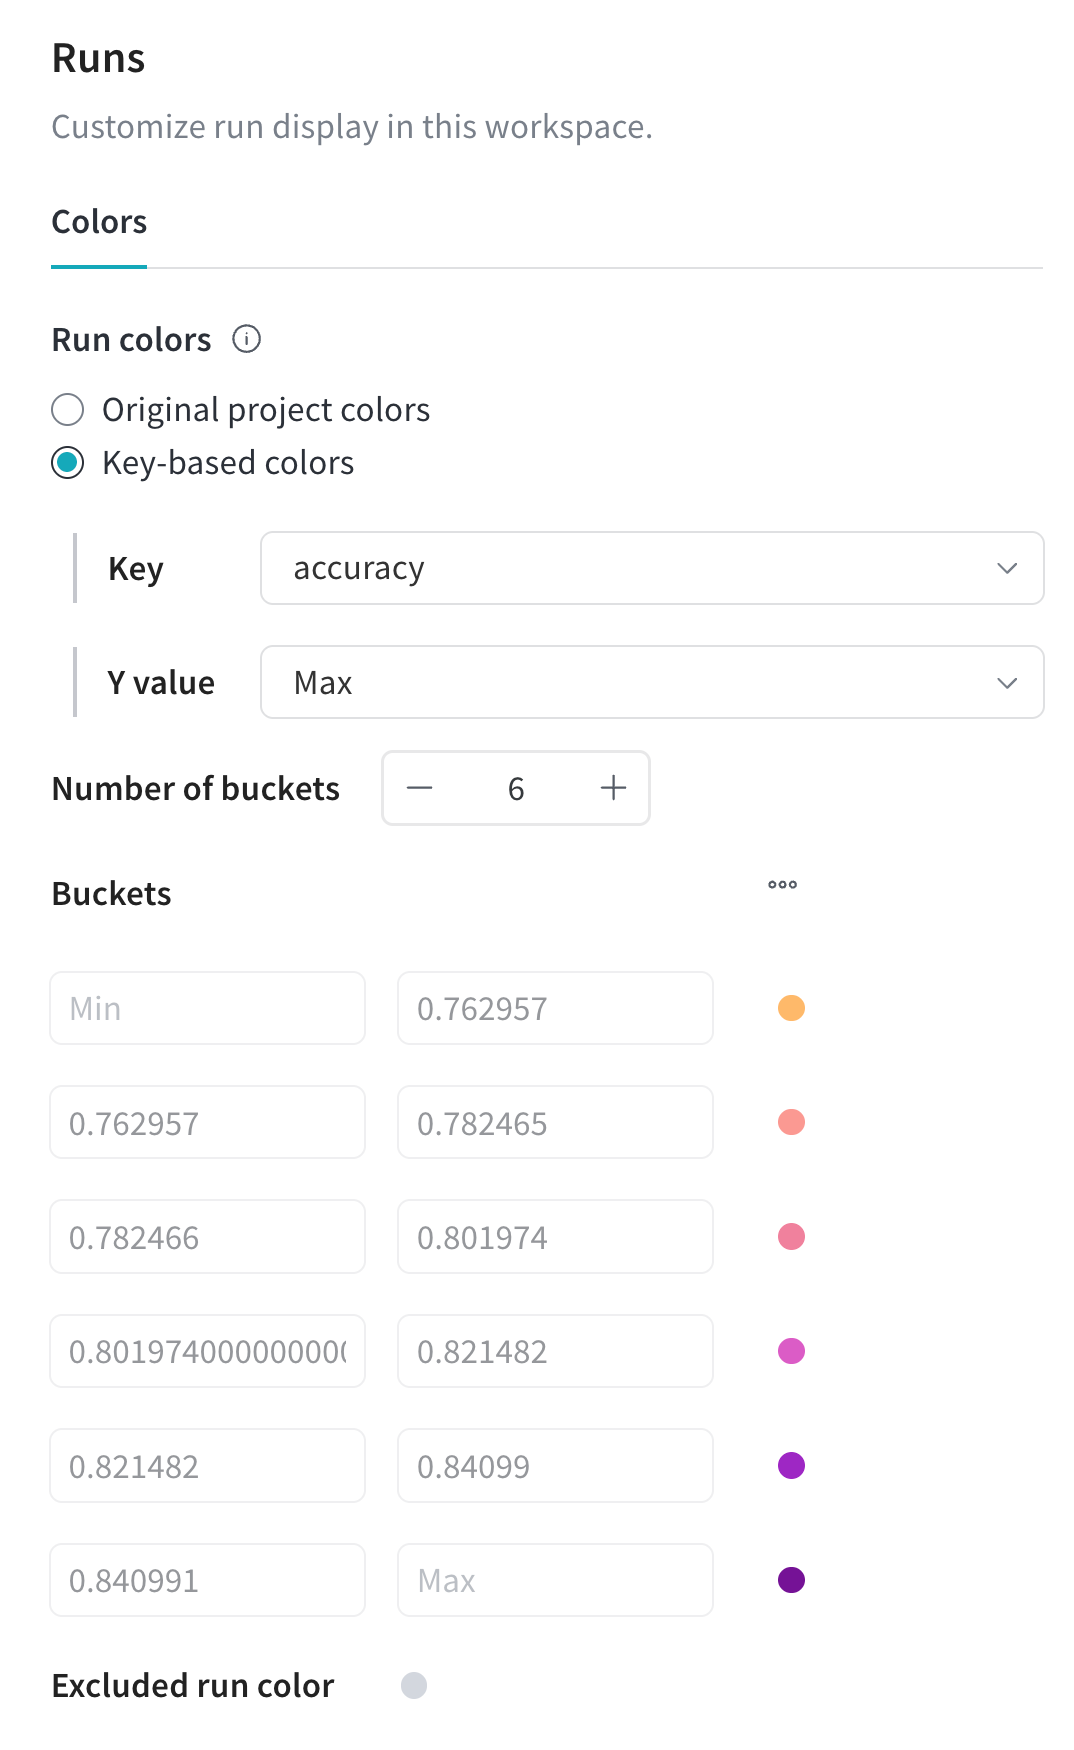 Runs
Customize run display in this workspace.
Colors
Run colors
Original project colors
Key-based colors
Key accuracy
Y value Max
Number of buckets 6
Buckets
Min 0.762957
0.762957 0.782465
0.782466 0.801974
0.801974000000000 0.821482
0.821482 0.84099
0.840991 Max
Excluded run color